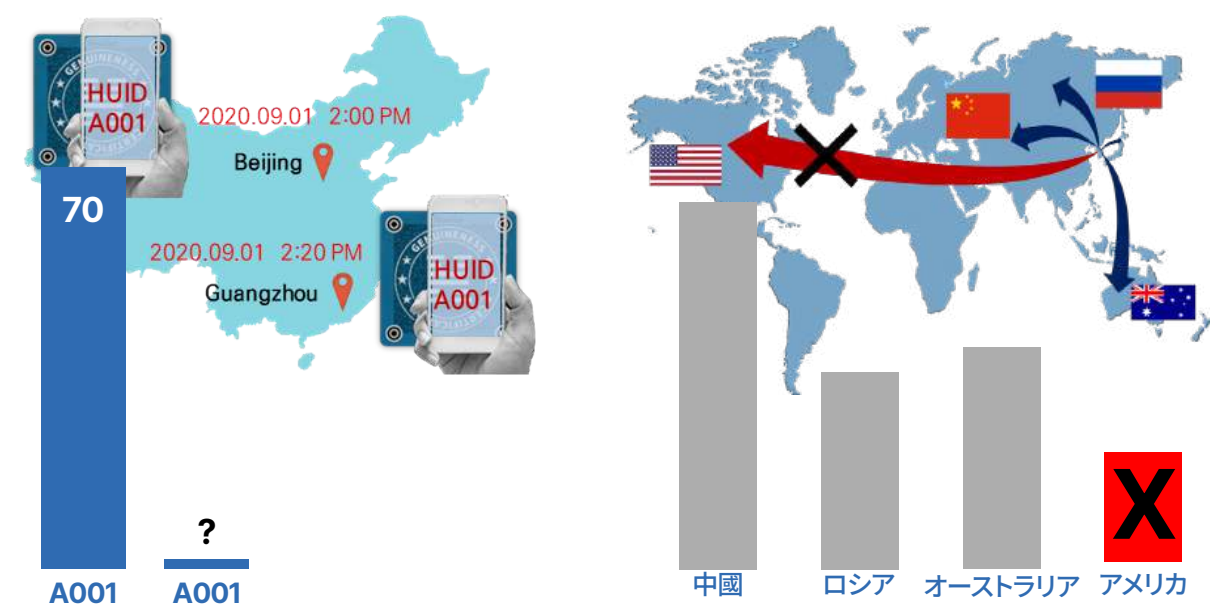 HUID
A001
2020.09.01 2:00 PM
Beijing
70
2020.09.01 2:20 PM
Guangzhou
HUID
A001
?
A001
A001
X
中國
ロシア
オーストラリア
アメリカ